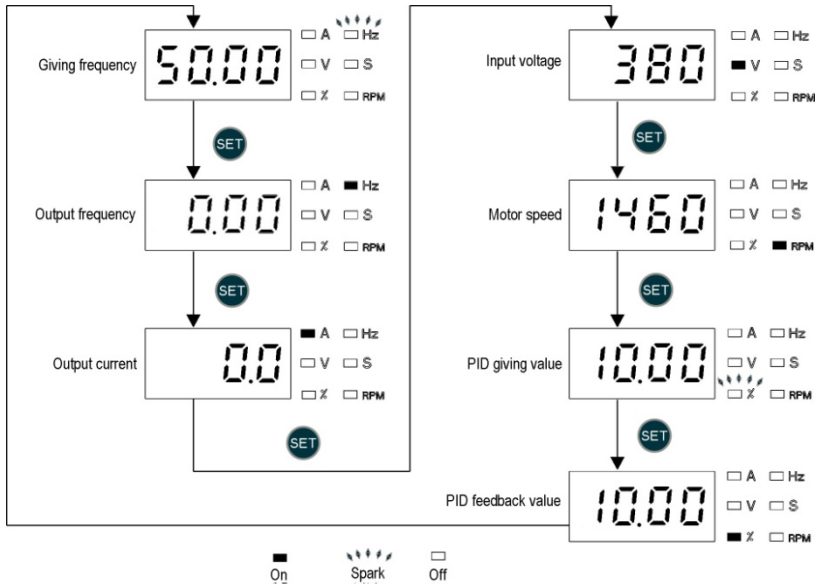 Giving frequency
50.00
A Hz
V S
% RPM
SET
Output frequency
0.00
A Hz
V S
% RPM
SET
Output current
0.0
A Hz
V S
% RPM
SET
Input voltage
380
A Hz
V S
% RPM
SET
Motor speed
1460
A Hz
V S
% RPM
SET
PID giving value
10.00
A Hz
V S
% RPM
SET
PID feedback value
10.00
A Hz
V S
% RPM
On Spark Off